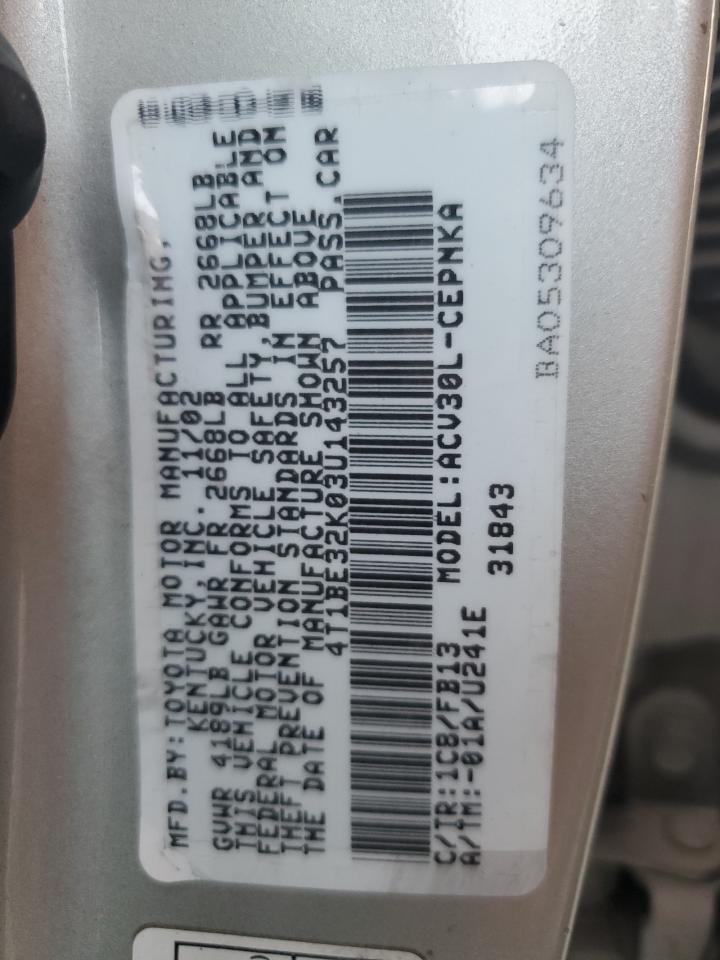 MFD.BY:TOYOTA MOTOR MANUFACTURING,
KENTUCKY,INC. 11/02
GVWR 4189LB GAWR FR 2668LB RR 2668LB
THIS VEHICLE CONFORMS TO ALL APPLICABLE
FEDERAL MOTOR VEHICLE SAFETY,BUMPER AND
THEFT PREVENTION STANDARDS IN EFFECT ON
THE DATE OF MANUFACTURE SHOWN ABOVE
4T1BE32K03U143257 PASS.CAR
C/TR:1C8/FB13 MODEL:ACV30L-CEPNKA
A/TM:-01A/U241E 31843
BA05309634